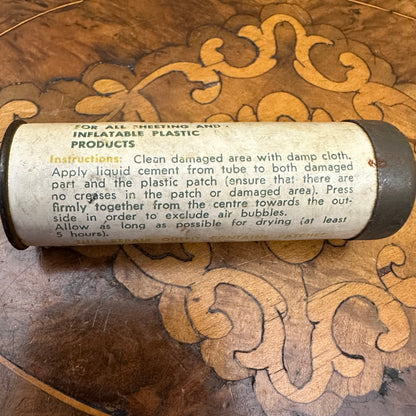 FOR ALL SHEETING AND
INFLATABLE PLASTIC
PRODUCTS
Instructions: Clean damaged area with damp cloth.
Apply liquid cement from tube to both damaged
part and the plastic patch (ensure that there are
no creases in the patch or damaged area). Press
firmly together from the centre towards the out-
side in order to exclude air bubbles.
Allow as long as possible for drying (at least
5 hours).